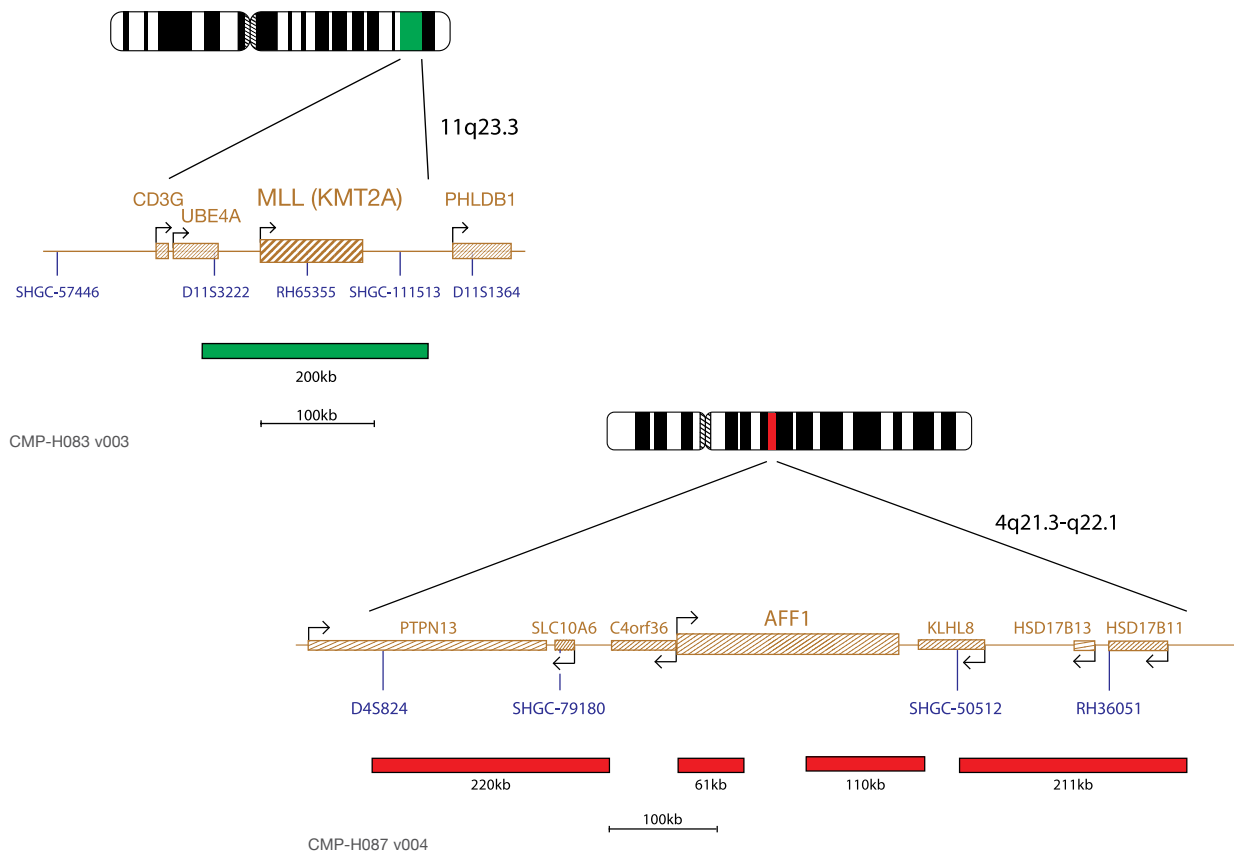 11q23.3
CD3G
UBE4A
MLL (KMT2A)
PHLDB1
SHGC-57446
D11S3222
RH65355
SHGC-111513
D11S1364
200kb
100kb
CMP-H083 v003
4q21.3-q22.1
PTPN13
SLC10A6
C4orf36
AFF1
KLHL8
HSD17B13
HSD17B11
D4S824
SHGC-79180
SHGC-50512
RH36051
220kb
61kb
110kb
211kb
100kb
CMP-H087 v004